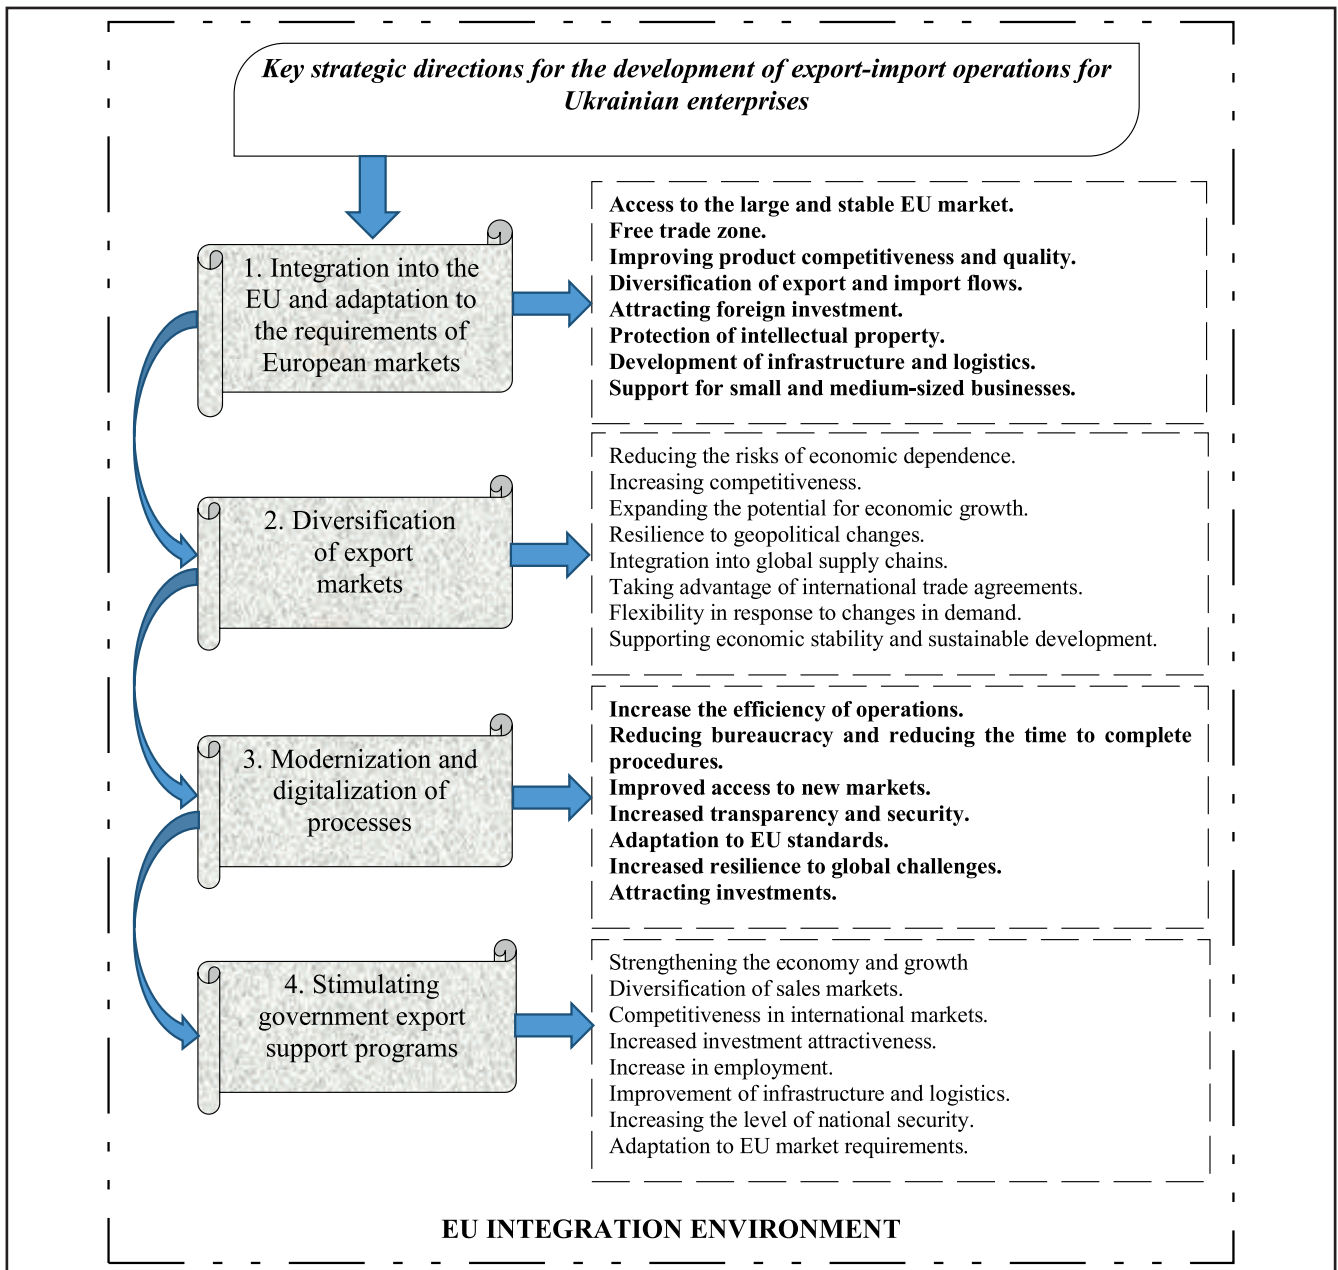 Key strategic directions for the development of export-import operations for
Ukrainian enterprises
1. Integration into the
EU and adaptation to
the requirements of
European markets
Access to the large and stable EU market.
Free trade zone.
Improving product competitiveness and quality.
Diversification of export and import flows.
Attracting foreign investment.
Protection of intellectual property.
Development of infrastructure and logistics.
Support for small and medium-sized businesses.
2. Diversification
of export
markets
Reducing the risks of economic dependence.
Increasing competitiveness.
Expanding the potential for economic growth.
Resilience to geopolitical changes.
Integration into global supply chains.
Taking advantage of international trade agreements.
Flexibility in response to changes in demand.
Supporting economic stability and sustainable development.
3. Modernization and
digitalization of
processes
Increase the efficiency of operations.
Reducing bureaucracy and reducing the time to complete
procedures.
Improved access to new markets.
Increased transparency and security.
Adaptation to EU standards.
Increased resilience to global challenges.
Attracting investments.
4. Stimulating
government export
support programs
Strengthening the economy and growth
Diversification of sales markets.
Competitiveness in international markets.
Increased investment attractiveness.
Increase in employment.
Improvement of infrastructure and logistics.
Increasing the level of national security.
Adaptation to EU market requirements.
EU INTEGRATION ENVIRONMENT